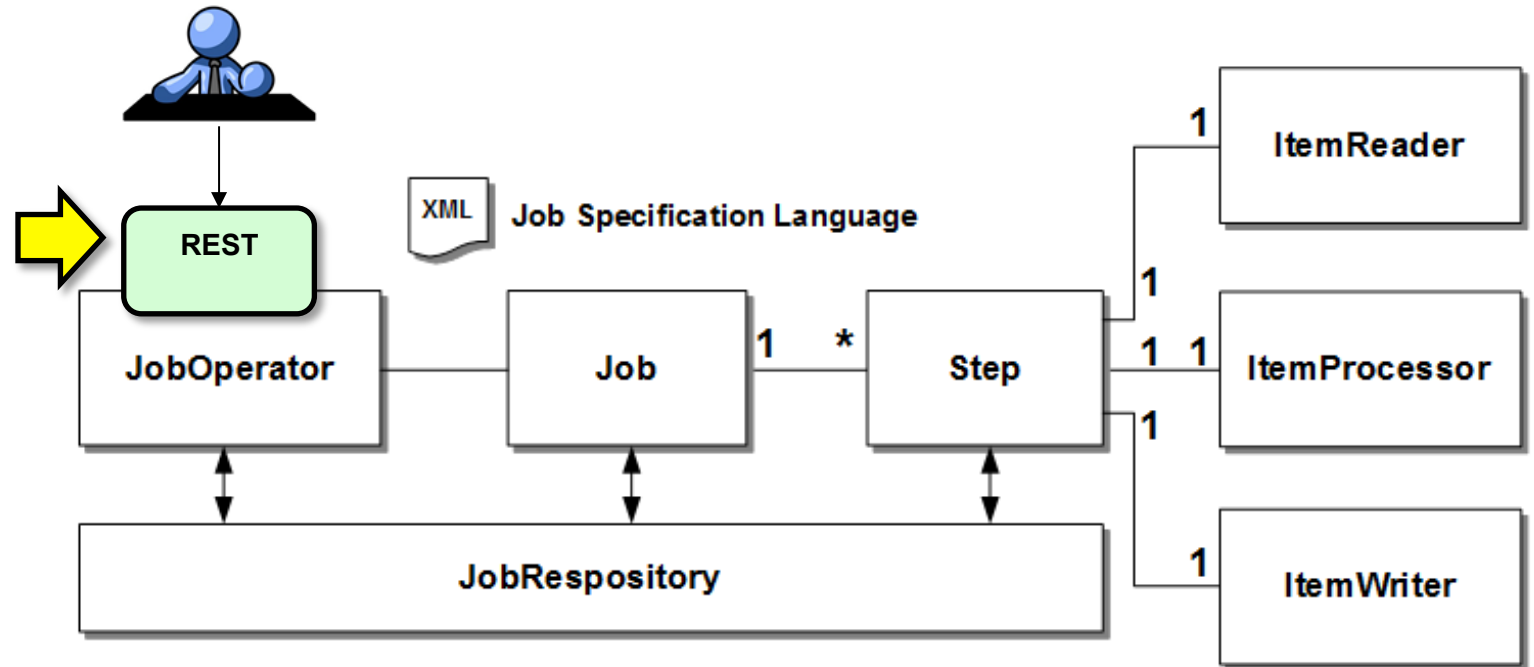 REST
XML
Job Specification Language
JobOperator
Job
1
*
Step
1
1
1
1
1
1
ItemReader
ItemProcessor
ItemWriter
JobRespository